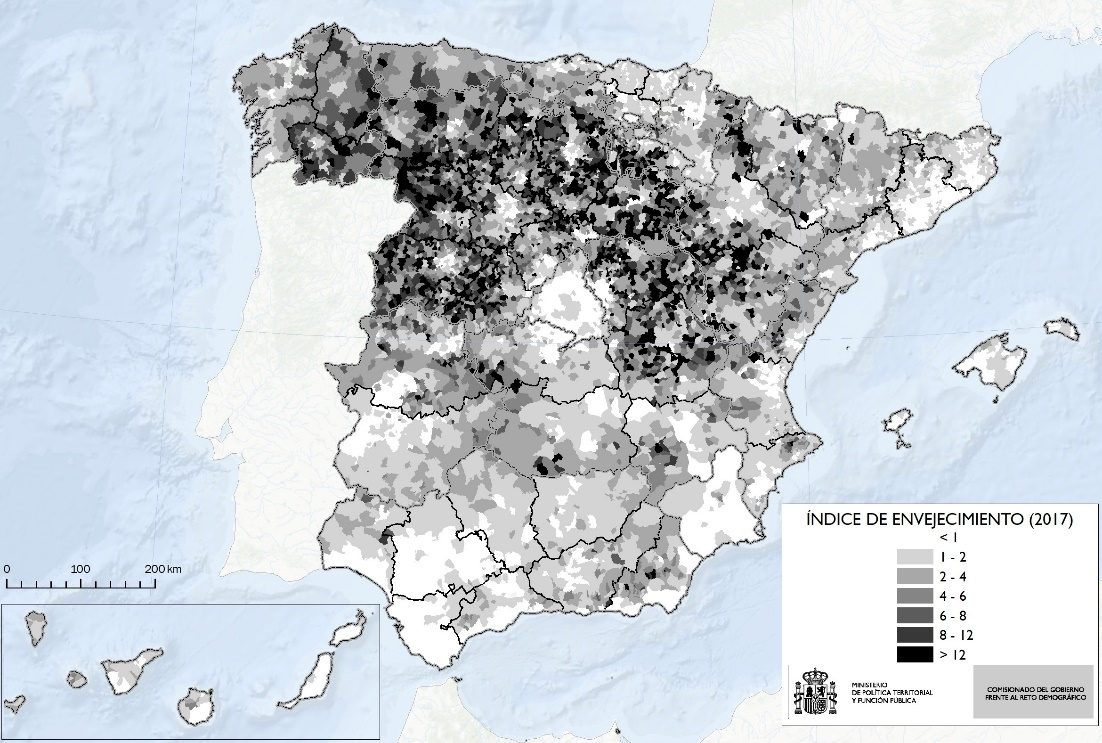 ÍNDICE DE ENVEJECIMIENTO (2017)
< 1
1 - 2
2 - 4
4 - 6
6 - 8
8 - 12
> 12
0 100 200 km
MINISTERIO
DE POLÍTICA TERRITORIAL
Y FUNCIÓN PÚBLICA
COMISIONADO DEL GOBIERNO
FRENTE AL RETO DEMOGRÁFICO